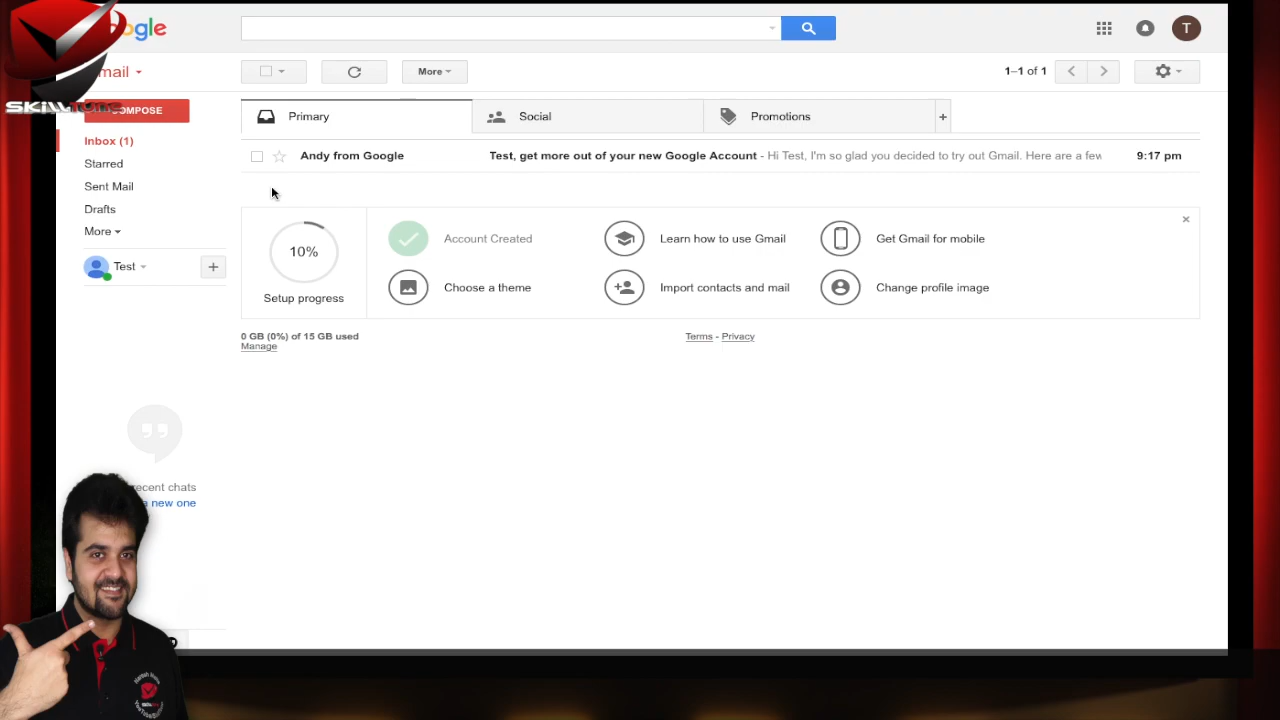 ogle
SKILLTUNE
mail
More
1–1 of 1
T
COMPOSE
Primary
Social
Promotions
+
Inbox (1)
Starred
Sent Mail
Drafts
More
Test
+
Andy from Google Test, get more out of your new Google Account - Hi Test, I'm so glad you decided to try out Gmail. Here are a few 9:17 pm
10%
Setup progress
Account Created
Learn how to use Gmail
Get Gmail for mobile
Choose a theme
Import contacts and mail
Change profile image
0 GB (0%) of 15 GB used
Manage
Terms - Privacy
recent chats
a new one